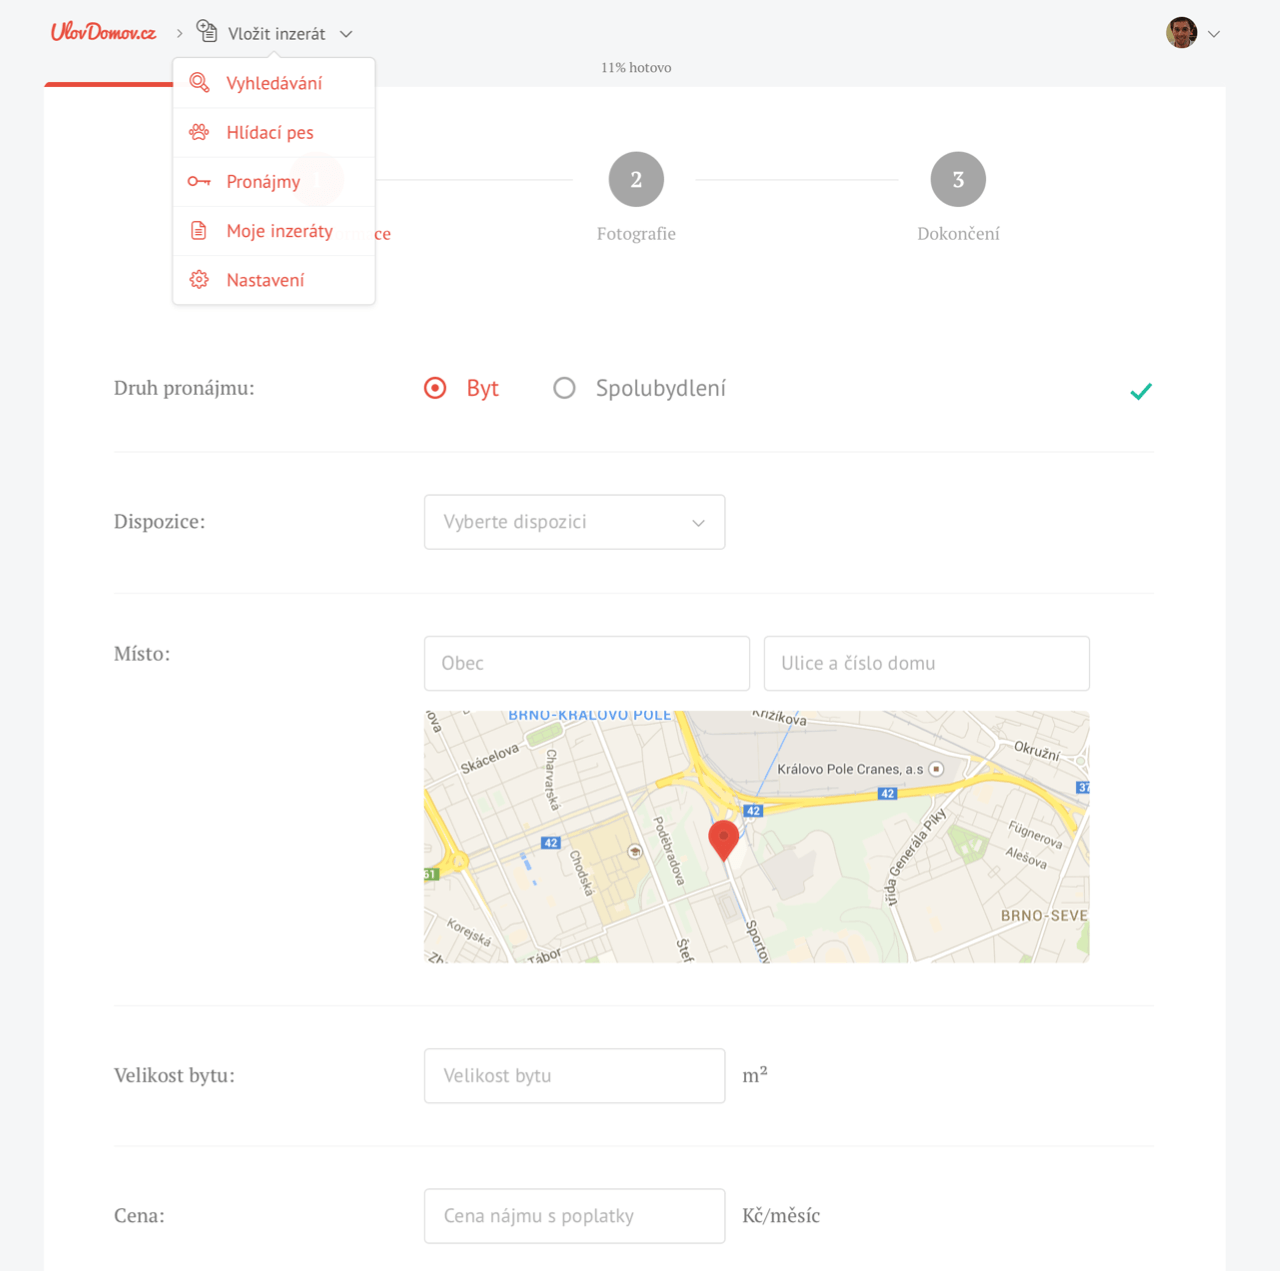 UlovDomov.cz
Vložit inzerát
11% hotovo
Vyhledávání
Hlídací pes
Pronájmy
Moje inzeráty
Nastavení
1
2
3
Fotografie
Dokončení
Druh pronájmu:
Byt
Spolubydlení
Dispozice:
Vyberte dispozici
Místo:
Obec
Ulice a číslo domu
BRNO-KRÁLOVO POLE
Křižíkova
Skácelova
Charvatská
Královo Pole Cranes, a.s
Okružní
42
42
37
42
61
Poděbradova
Chodská
třída Generála Píky
Fügnerova
Alešova
BRNO-SEVE
Korejská
Tábor
Štef
Sportov
Velikost bytu:
Velikost bytu
m²
Cena:
Cena nájmu s poplatky
Kč/měsíc